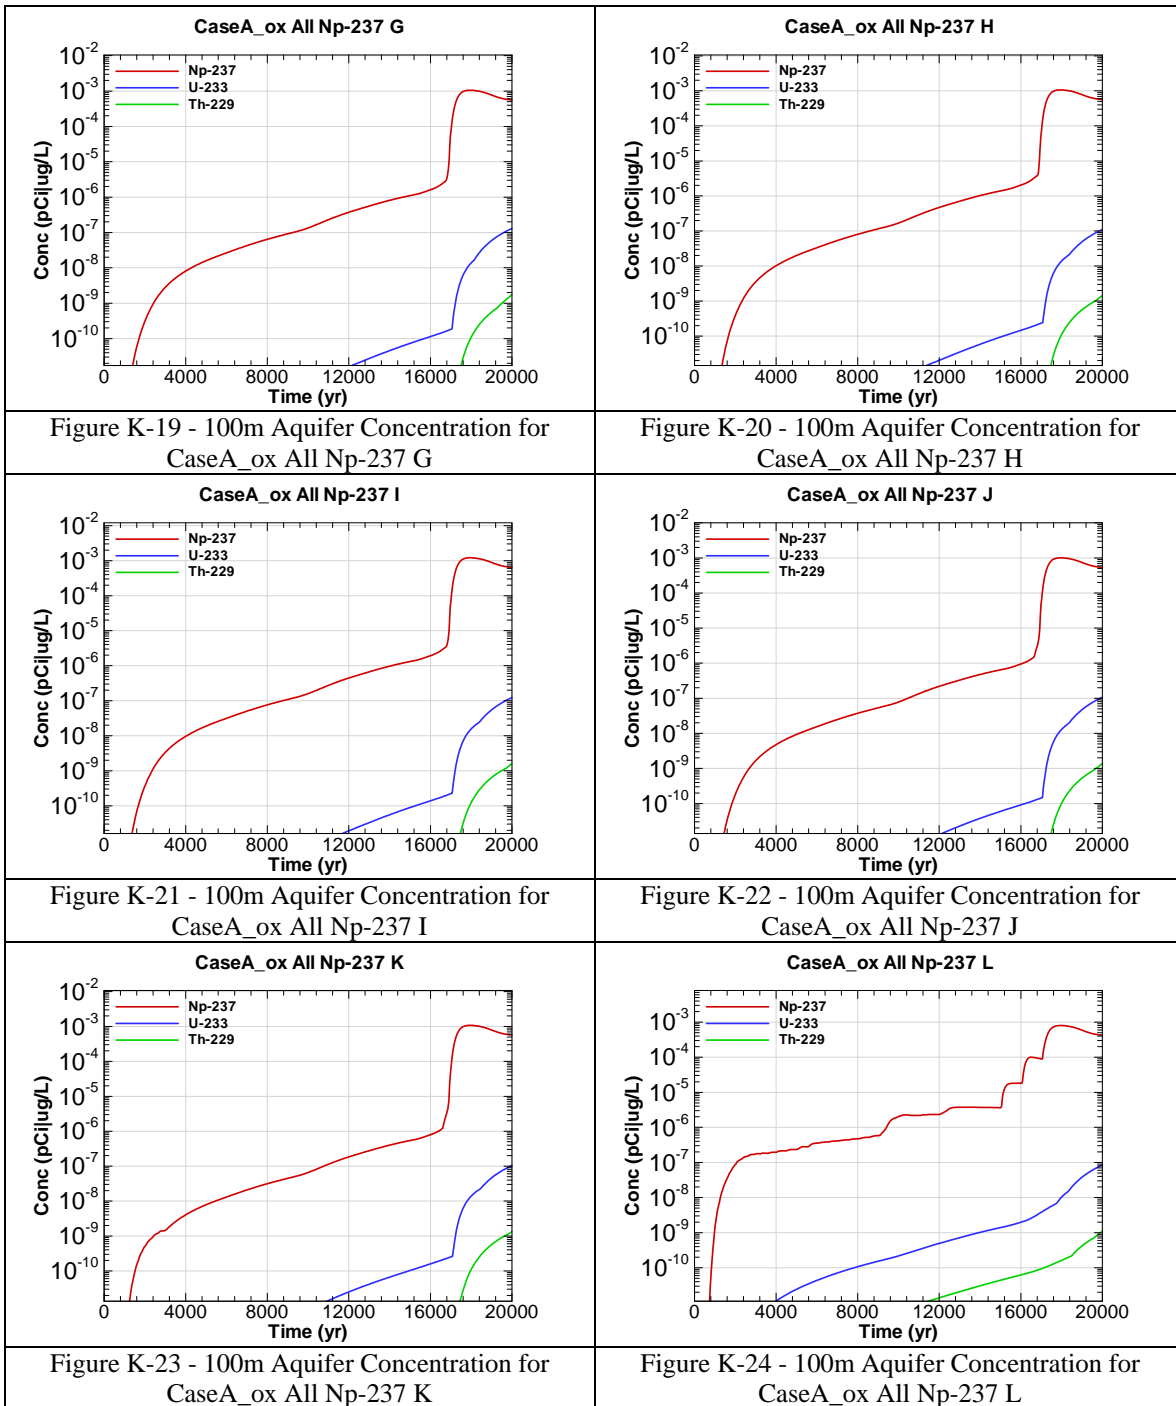 CaseA_ox All Np-237 G
10-2
10-3
10-4
10-5
10-6
10-7
10-8
10-9
10-10
Conc (pCi|ug/L)
Np-237
U-233
Th-229
0 4000 8000 12000 16000 20000
Time (yr)
Figure K-19 - 100m Aquifer Concentration for
CaseA_ox All Np-237 G
CaseA_ox All Np-237 H
10-2
10-3
10-4
10-5
10-6
10-7
10-8
10-9
10-10
Conc (pCi|ug/L)
Np-237
U-233
Th-229
0 4000 8000 12000 16000 20000
Time (yr)
Figure K-20 - 100m Aquifer Concentration for
CaseA_ox All Np-237 H
CaseA_ox All Np-237 I
10-2
10-3
10-4
10-5
10-6
10-7
10-8
10-9
10-10
Conc (pCi|ug/L)
Np-237
U-233
Th-229
0 4000 8000 12000 16000 20000
Time (yr)
Figure K-21 - 100m Aquifer Concentration for
CaseA_ox All Np-237 I
CaseA_ox All Np-237 J
10-2
10-3
10-4
10-5
10-6
10-7
10-8
10-9
10-10
Conc (pCi|ug/L)
Np-237
U-233
Th-229
0 4000 8000 12000 16000 20000
Time (yr)
Figure K-22 - 100m Aquifer Concentration for
CaseA_ox All Np-237 J
CaseA_ox All Np-237 K
10-2
10-3
10-4
10-5
10-6
10-7
10-8
10-9
10-10
Conc (pCi|ug/L)
Np-237
U-233
Th-229
0 4000 8000 12000 16000 20000
Time (yr)
Figure K-23 - 100m Aquifer Concentration for
CaseA_ox All Np-237 K
CaseA_ox All Np-237 L
10-3
10-4
10-5
10-6
10-7
10-8
10-9
10-10
Conc (pCi|ug/L)
Np-237
U-233
Th-229
0 4000 8000 12000 16000 20000
Time (yr)
Figure K-24 - 100m Aquifer Concentration for
CaseA_ox All Np-237 L